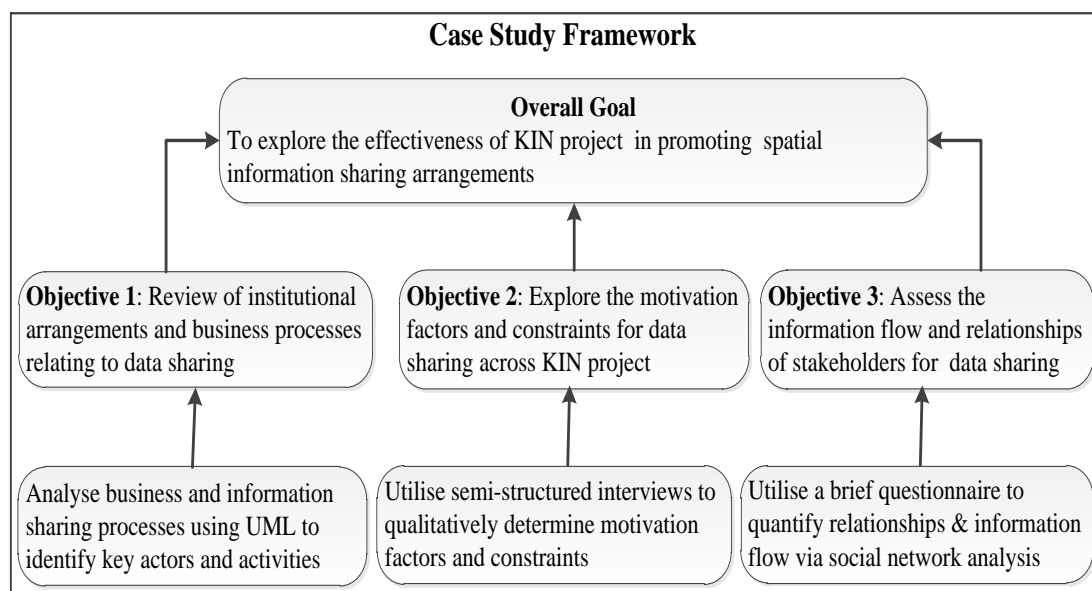 Case Study Framework
Overall Goal
To explore the effectiveness of KIN project in promoting spatial
information sharing arrangements
Objective 1: Review of institutional
arrangements and business processes
relating to data sharing
Objective 2: Explore the motivation
factors and constraints for data
sharing across KIN project
Objective 3: Assess the
information flow and relationships
of stakeholders for data sharing
Analyse business and information
sharing processes using UML to
identify key actors and activities
Utilise semi-structured interviews to
qualitatively determine motivation
factors and constraints
Utilise a brief questionnaire to
quantify relationships & information
flow via social network analysis